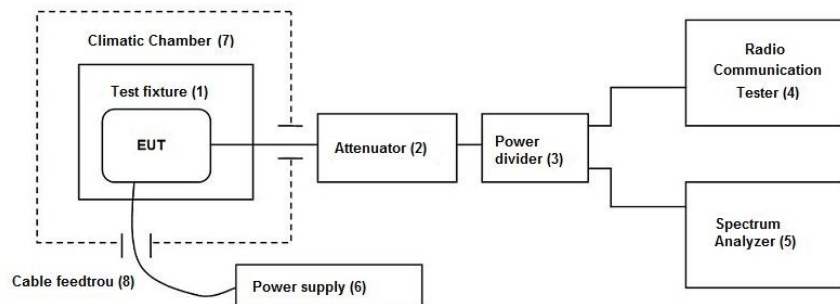 Climatic Chamber (7)
Test fixture (1)
EUT
Attenuator (2)
Power
divider (3)
Radio
Communication
Tester (4)
Spectrum
Analyzer (5)
Cable feedtrou (8)
Power supply (6)